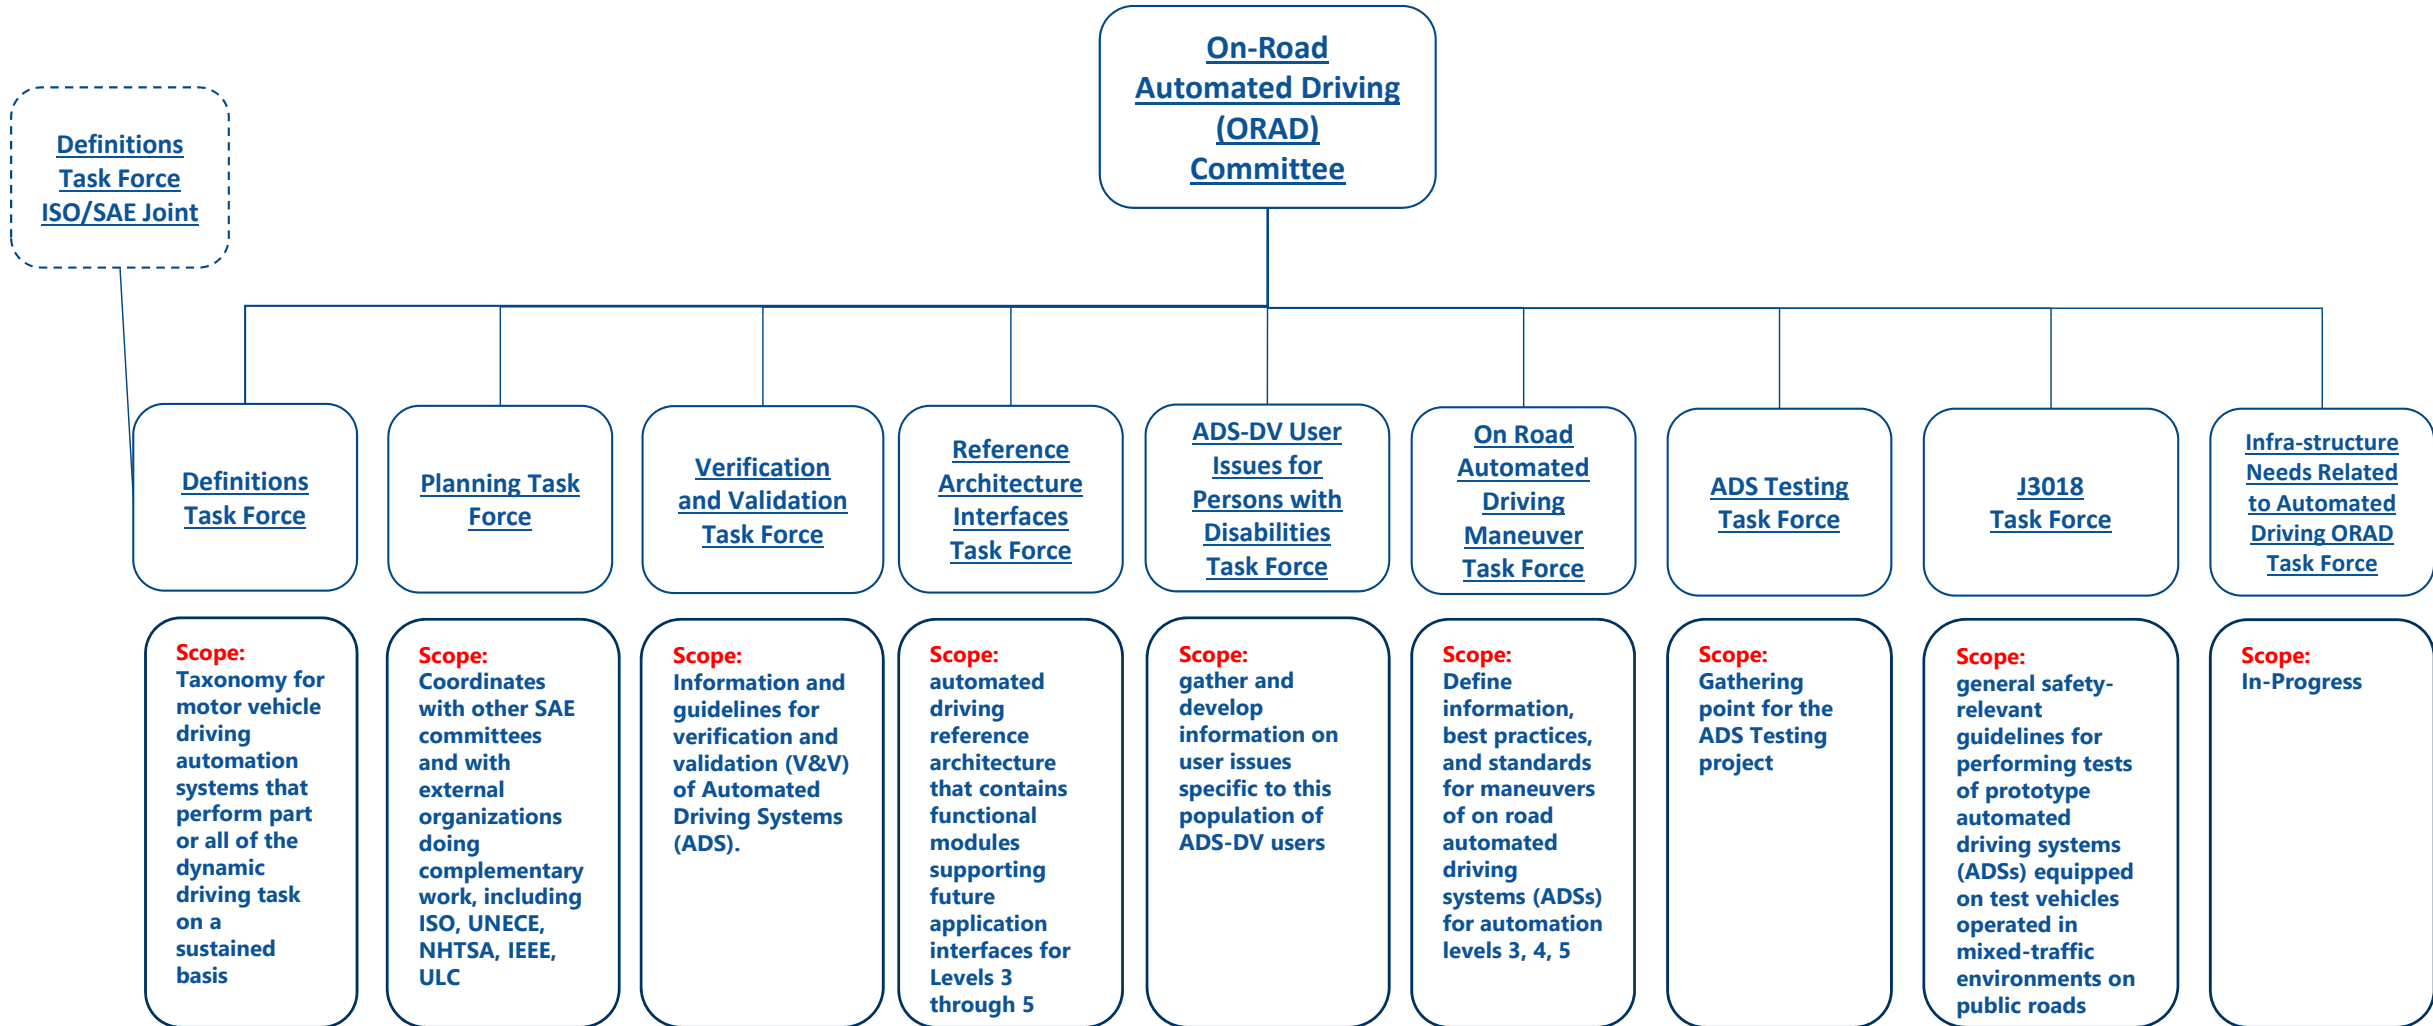 On-Road
Automated Driving
(ORAD)
Committee
Definitions
Task Force
ISO/SAE Joint
Definitions
Task Force
Planning Task
Force
Verification
and Validation
Task Force
Reference
Architecture
Interfaces
Task Force
ADS-DV User
Issues for
Persons with
Disabilities
Task Force
On Road
Automated
Driving
Maneuver
Task Force
ADS Testing
Task Force
J3018
Task Force
Infra-structure
Needs Related
to Automated
Driving ORAD
Task Force
Scope:
Taxonomy for
motor vehicle
driving
automation
systems that
perform part
or all of the
dynamic
driving task
on a
sustained
basis
Scope:
Coordinates
with other SAE
committees
and with
external
organizations
doing
complementary
work, including
ISO, UNECE,
NHTSA, IEEE,
ULC
Scope:
Information and
guidelines for
verification and
validation (V&V)
of Automated
Driving Systems
(ADS).
Scope:
automated
driving
reference
architecture
that contains
functional
modules
supporting
future
application
interfaces for
Levels 3
through 5
Scope:
gather and
develop
information on
user issues
specific to this
population of
ADS-DV users
Scope:
Define
information,
best practices,
and standards
for maneuvers
of on road
automated
driving
systems (ADSs)
for automation
levels 3, 4, 5
Scope:
Gathering
point for the
ADS Testing
project
Scope:
general safety-
relevant
guidelines for
performing tests
of prototype
automated
driving systems
(ADSs) equipped
on test vehicles
operated in
mixed-traffic
environments on
public roads
Scope:
In-Progress